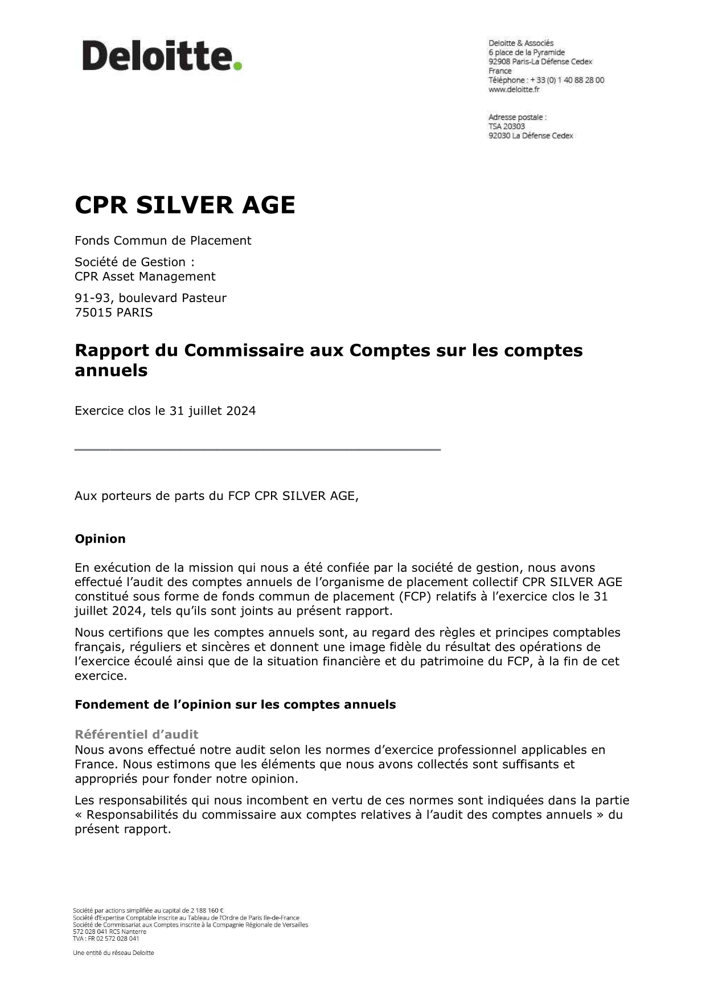 Deloitte.
Deloitte & Associés
6 place de la Pyramide
92908 Paris-La Défense Cedex
France
Téléphone : + 33 (0) 1 40 88 28 00
www.deloitte.fr
Adresse postale :
TSA 20303
92030 La Défense Cedex
CPR SILVER AGE
Fonds Commun de Placement
Société de Gestion :
CPR Asset Management
91-93, boulevard Pasteur
75015 PARIS
Rapport du Commissaire aux Comptes sur les comptes
annuels
Exercice clos le 31 juillet 2024
Aux porteurs de parts du FCP CPR SILVER AGE,
Opinion
En exécution de la mission qui nous a été confiée par la société de gestion, nous avons
effectué l’audit des comptes annuels de l’organisme de placement collectif CPR SILVER AGE
constitué sous forme de fonds commun de placement (FCP) relatifs à l’exercice clos le 31
juillet 2024, tels qu’ils sont joints au présent rapport.
Nous certifions que les comptes annuels sont, au regard des règles et principes comptables
français, réguliers et sincères et donnent une image fidèle du résultat des opérations de
l’exercice écoulé ainsi que de la situation financière et du patrimoine du FCP, à la fin de cet
exercice.
Fondement de l’opinion sur les comptes annuels
Référentiel d’audit
Nous avons effectué notre audit selon les normes d’exercice professionnel applicables en
France. Nous estimons que les éléments que nous avons collectés sont suffisants et
appropriés pour fonder notre opinion.
Les responsabilités qui nous incombent en vertu de ces normes sont indiquées dans la partie
« Responsabilités du commissaire aux comptes relatives à l’audit des comptes annuels » du
présent rapport.
Société par actions simplifiée au capital de 2 188 160 €
Société d’Expertise Comptable inscrite au Tableau de l’Ordre de Paris Ile-de-France
Société de Commissariat aux Comptes inscrite à la Compagnie Régionale de Versailles
572 028 041 RCS Nanterre
TVA : FR 02 572 028 041
Une entité du réseau Deloitte